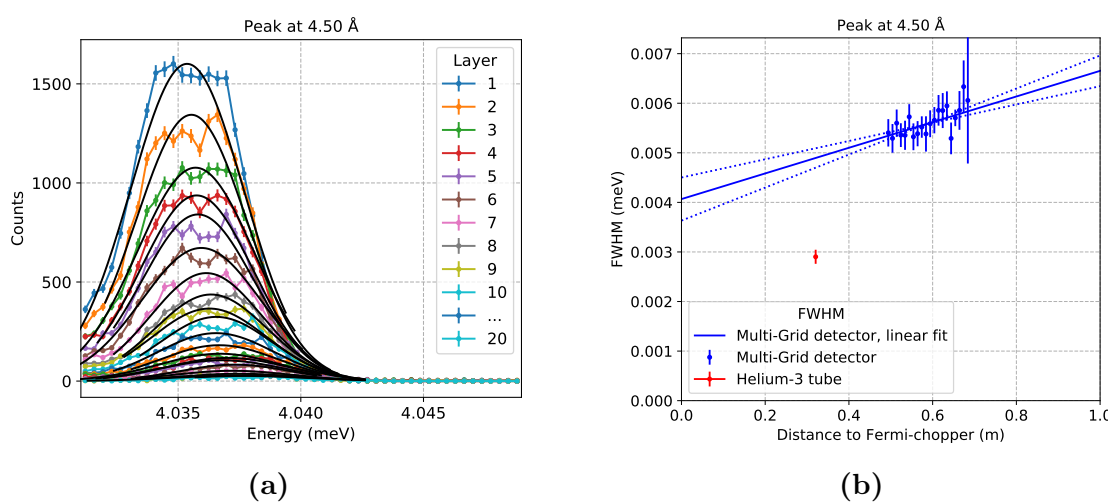 Peak at 4.50 Å
Counts
1500
1000
500
0
Layer
1
2
3
4
5
6
7
8
9
10
...
20
4.035
4.040
4.045
Energy (meV)
(a)
Peak at 4.50 Å
FWHM (meV)
0.007
0.006
0.005
0.004
0.003
0.002
0.001
0.000
FWHM
Multi-Grid detector, linear fit
Multi-Grid detector
Helium-3 tube
0.0
0.2
0.4
0.6
0.8
1.0
Distance to Fermi-chopper (m)
(b)